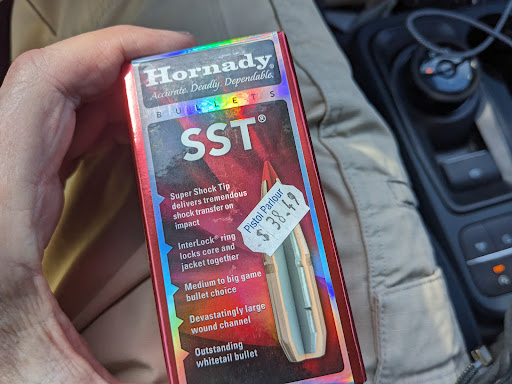 Hornady®
Accurate. Deadly. Dependable.
BULLETS
SST®
Super Shock Tip
delivers tremendous
shock transfer on
impact
Pistol Parlour
$ 38.49
InterLock® ring
locks core and
jacket together
Medium to big game
bullet choice
Devastatingly large
wound channel
Outstanding
whitetail bullet